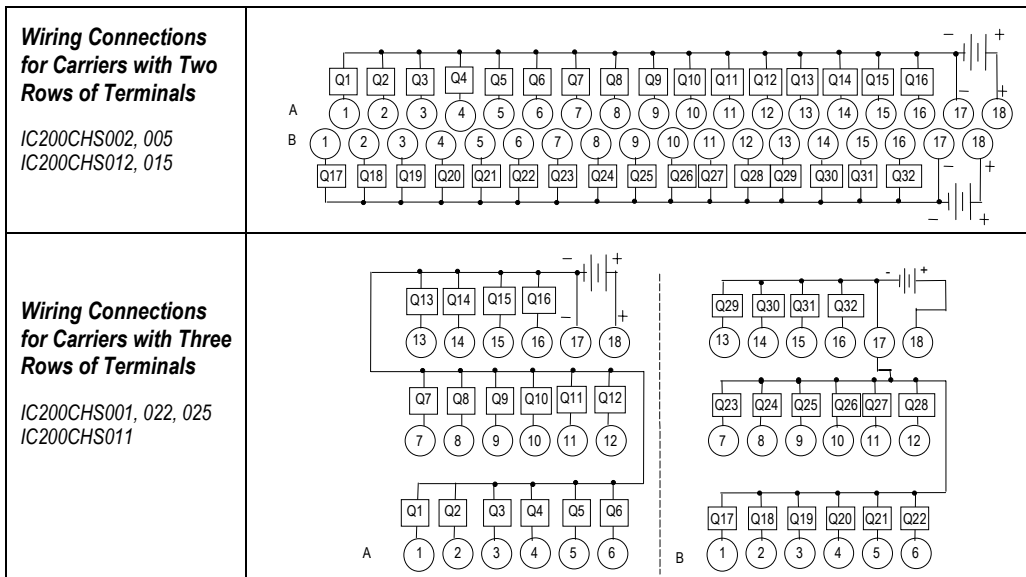 Wiring Connections
for Carriers with Two
Rows of Terminals
IC200CHS002, 005
IC200CHS012, 015
– +
Q1 Q2 Q3 Q4 Q5 Q6 Q7 Q8 Q9 Q10 Q11 Q12 Q13 Q14 Q15 Q16 – +
A 1 2 3 4 5 6 7 8 9 10 11 12 13 14 15 16 17 18
B 1 2 3 4 5 6 7 8 9 10 11 12 13 14 15 16 17 18
Q17 Q18 Q19 Q20 Q21 Q22 Q23 Q24 Q25 Q26 Q27 Q28 Q29 Q30 Q31 Q32 – +
– +
Wiring Connections
for Carriers with Three
Rows of Terminals
IC200CHS001, 022, 025
IC200CHS011
– +
Q13 Q14 Q15 Q16 – +
13 14 15 16 17 18
Q7 Q8 Q9 Q10 Q11 Q12
7 8 9 10 11 12
Q1 Q2 Q3 Q4 Q5 Q6
A 1 2 3 4 5 6
- +
Q29 Q30 Q31 Q32
13 14 15 16 17 18
Q23 Q24 Q25 Q26 Q27 Q28
7 8 9 10 11 12
Q17 Q18 Q19 Q20 Q21 Q22
B 1 2 3 4 5 6